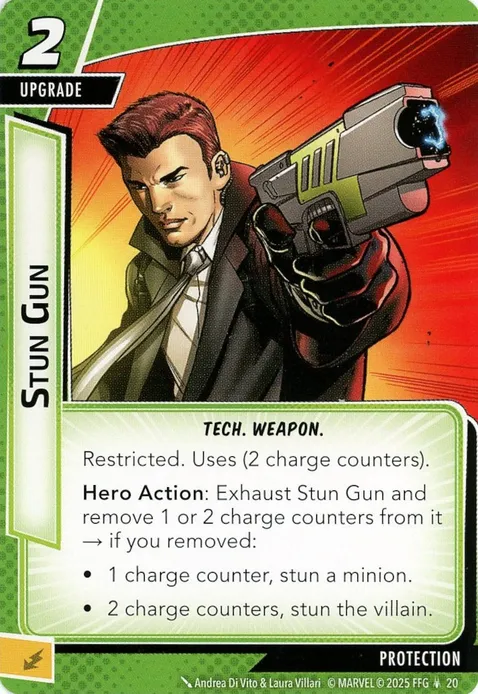 2
UPGRADE
STUN GUN
TECH. WEAPON.
Restricted. Uses (2 charge counters).
Hero Action: Exhaust Stun Gun and
remove 1 or 2 charge counters from it
→ if you removed:
• 1 charge counter, stun a minion.
• 2 charge counters, stun the villain.
PROTECTION
Andrea Di Vito & Laura Villari © MARVEL © 2025 FFG 20